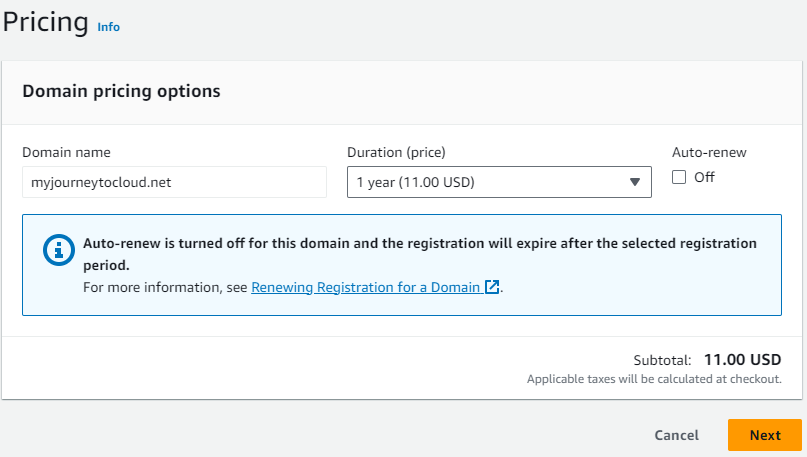 Pricing Info
Domain pricing options
Domain name
Duration (price)
Auto-renew
myjourneytocloud.net
1 year (11.00 USD)
Off
Auto-renew is turned off for this domain and the registration will expire after the selected registration
period.
For more information, see Renewing Registration for a Domain.
Subtotal: 11.00 USD
Applicable taxes will be calculated at checkout.
Cancel
Next